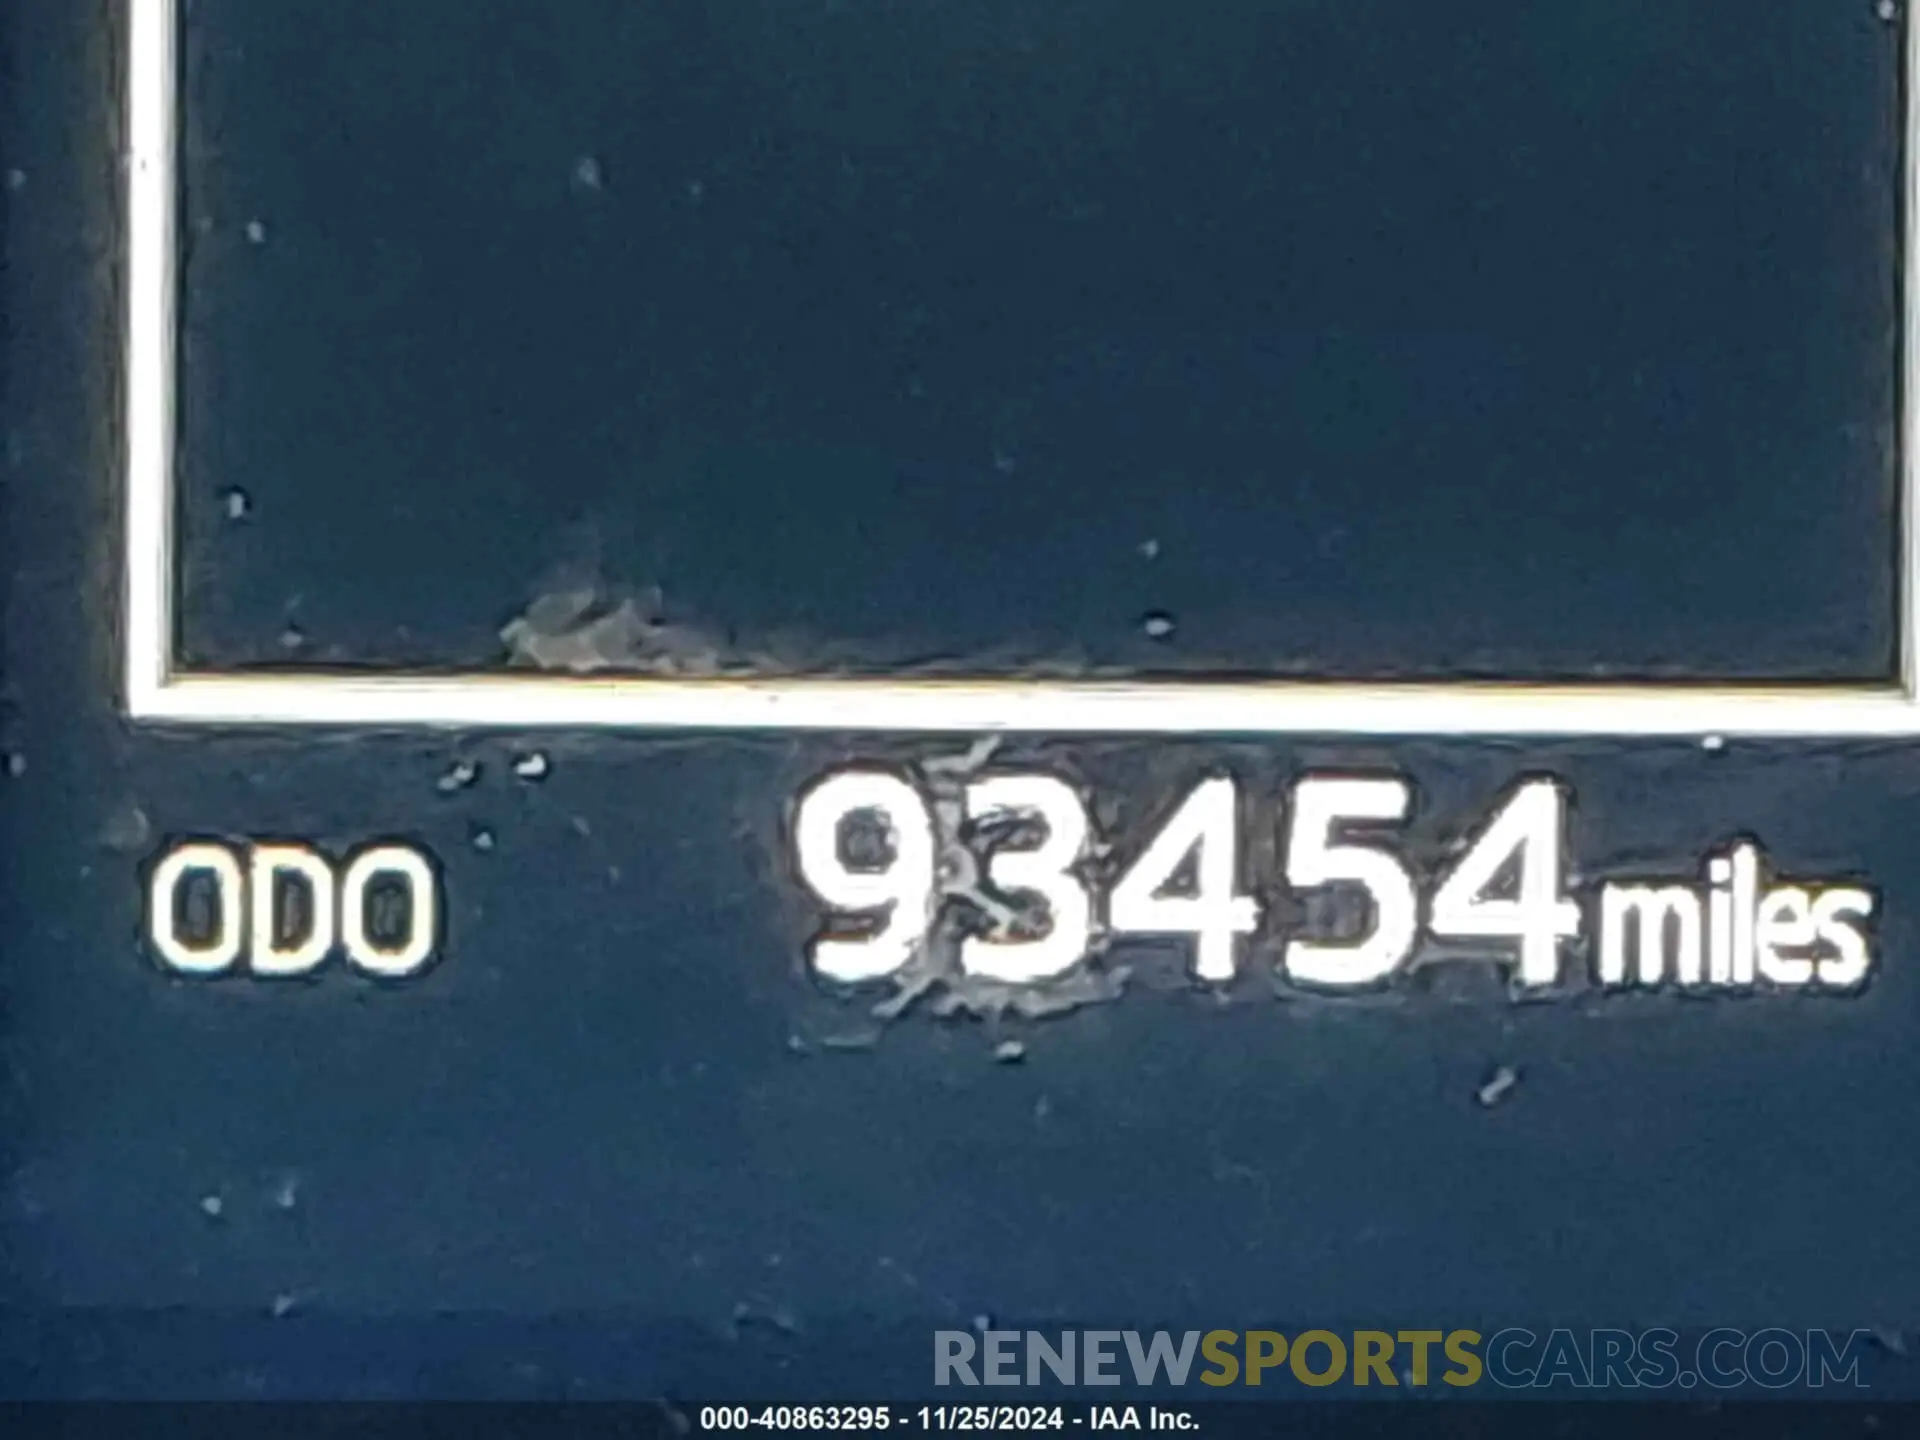 ODO 93454 miles
RENEWSPORTSCARS.COM
000-40863295 - 11/25/2024 - IAA Inc.